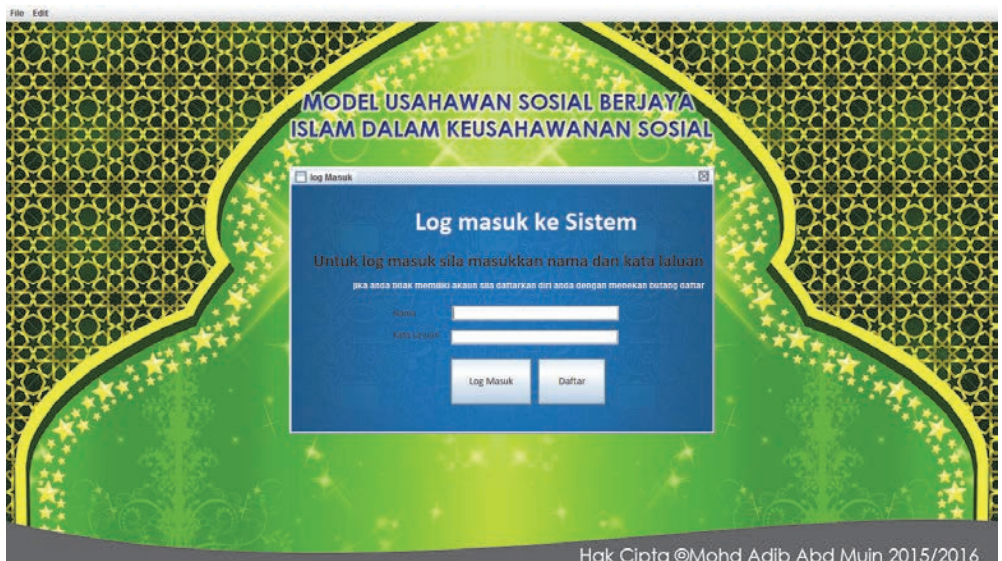 File Edit
MODEL USAHAWAN SOSIAL BERJAYA
ISLAM DALAM KEUSAHAWANAN SOSIAL
log Masuk
Log masuk ke Sistem
Untuk log masuk sila masukkan nama dan kata laluan
jika anda tidak memiliki akaun sila daftarkan diri anda dengan menekan butang daftar
Nama
Kata
Log Masuk Daftar
Hak Cipta ©Mohd Adib Abd Muin 2015/2016